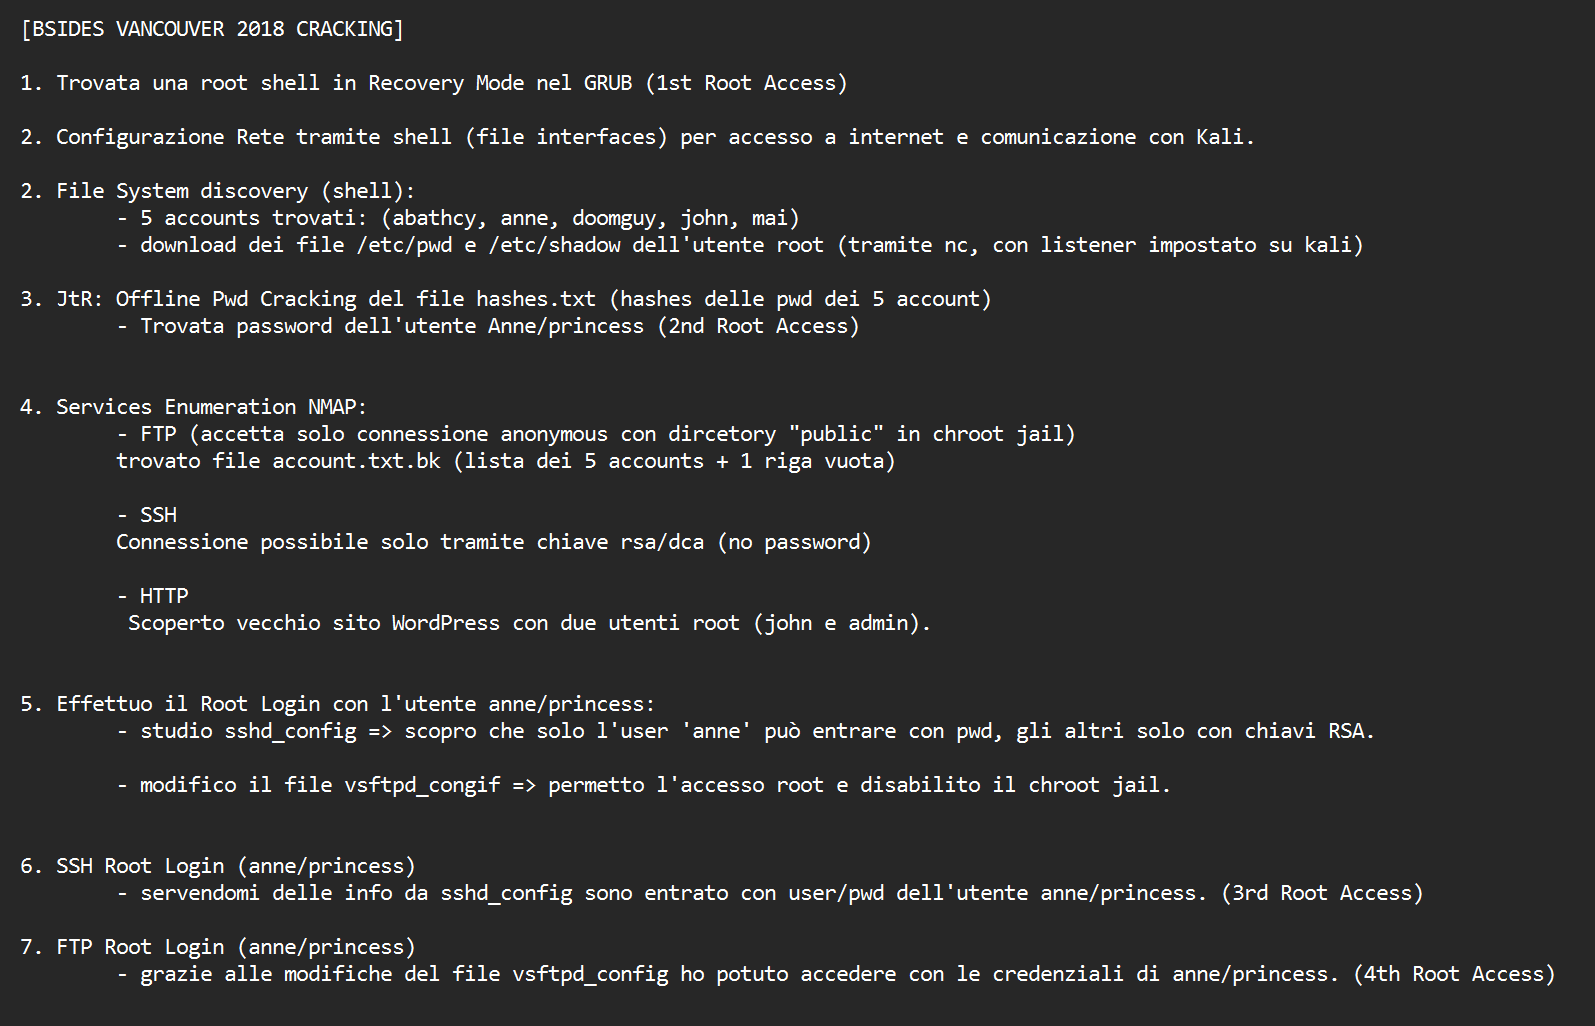 [BSIDES VANCOUVER 2018 CRACKING]
1. Trovata una root shell in Recovery Mode nel GRUB (1st Root Access)
2. Configurazione Rete tramite shell (file interfaces) per accesso a internet e comunicazione con Kali.
2. File System discovery (shell):
- 5 accounts trovati: (abathcy, anne, doomguy, john, mai)
- download dei file /etc/pwd e /etc/shadow dell'utente root (tramite nc, con listener impostato su kali)
3. JtR: Offline Pwd Cracking del file hashes.txt (hashes delle pwd dei 5 account)
- Trovata password dell'utente Anne/princess (2nd Root Access)
4. Services Enumeration NMAP:
- FTP (accetta solo connessione anonymous con dircetory "public" in chroot jail)
trovato file account.txt.bk (lista dei 5 accounts + 1 riga vuota)
- SSH
Connessione possibile solo tramite chiave rsa/dca (no password)
- HTTP
Scoperto vecchio sito WordPress con due utenti root (john e admin).
5. Effettuo il Root Login con l'utente anne/princess:
- studio sshd_config => scopro che solo l'user 'anne' può entrare con pwd, gli altri solo con chiavi RSA.
- modifico il file vsftpd_congif => permetto l'accesso root e disabilito il chroot jail.
6. SSH Root Login (anne/princess)
- servendomi delle info da sshd_config sono entrato con user/pwd dell'utente anne/princess. (3rd Root Access)
7. FTP Root Login (anne/princess)
- grazie alle modifiche del file vsftpd_config ho potuto accedere con le credenziali di anne/princess. (4th Root Access)